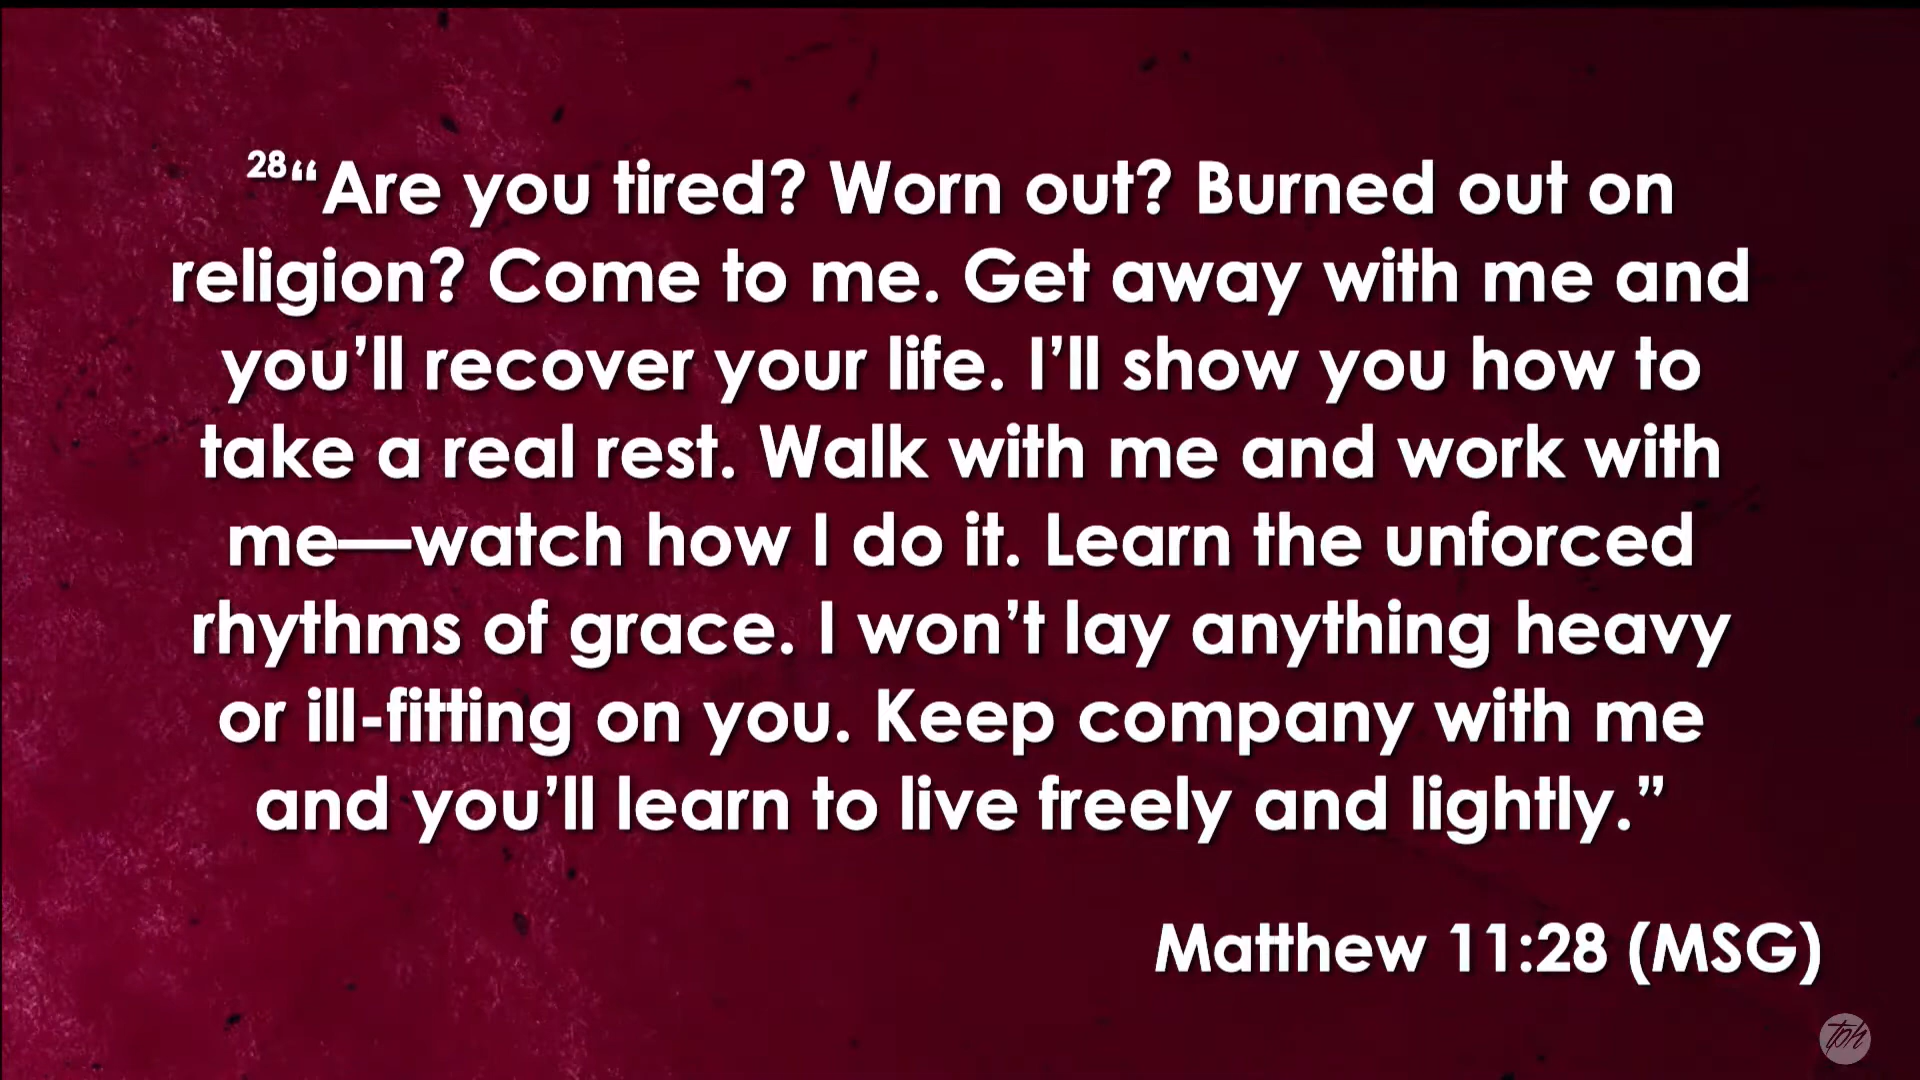 28“Are you tired? Worn out? Burned out on
religion? Come to me. Get away with me and
you’ll recover your life. I’ll show you how to
take a real rest. Walk with me and work with
me—watch how I do it. Learn the unforced
rhythms of grace. I won’t lay anything heavy
or ill-fitting on you. Keep company with me
and you’ll learn to live freely and lightly.”
Matthew 11:28 (MSG)
tph